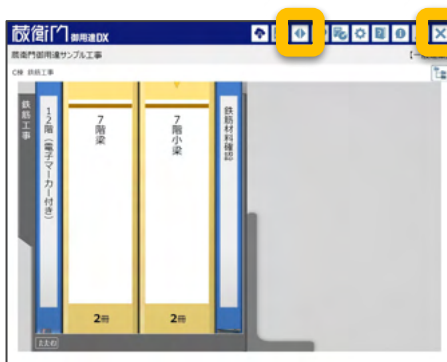 蔵衛門御用達DX
蔵衛門御用達サンプル工事
C棟 鉄筋工事
鉄筋工事
12階(電子マーカー付き)
7階梁
7階小梁
鉄筋材料確認
2冊
2冊
たたむ